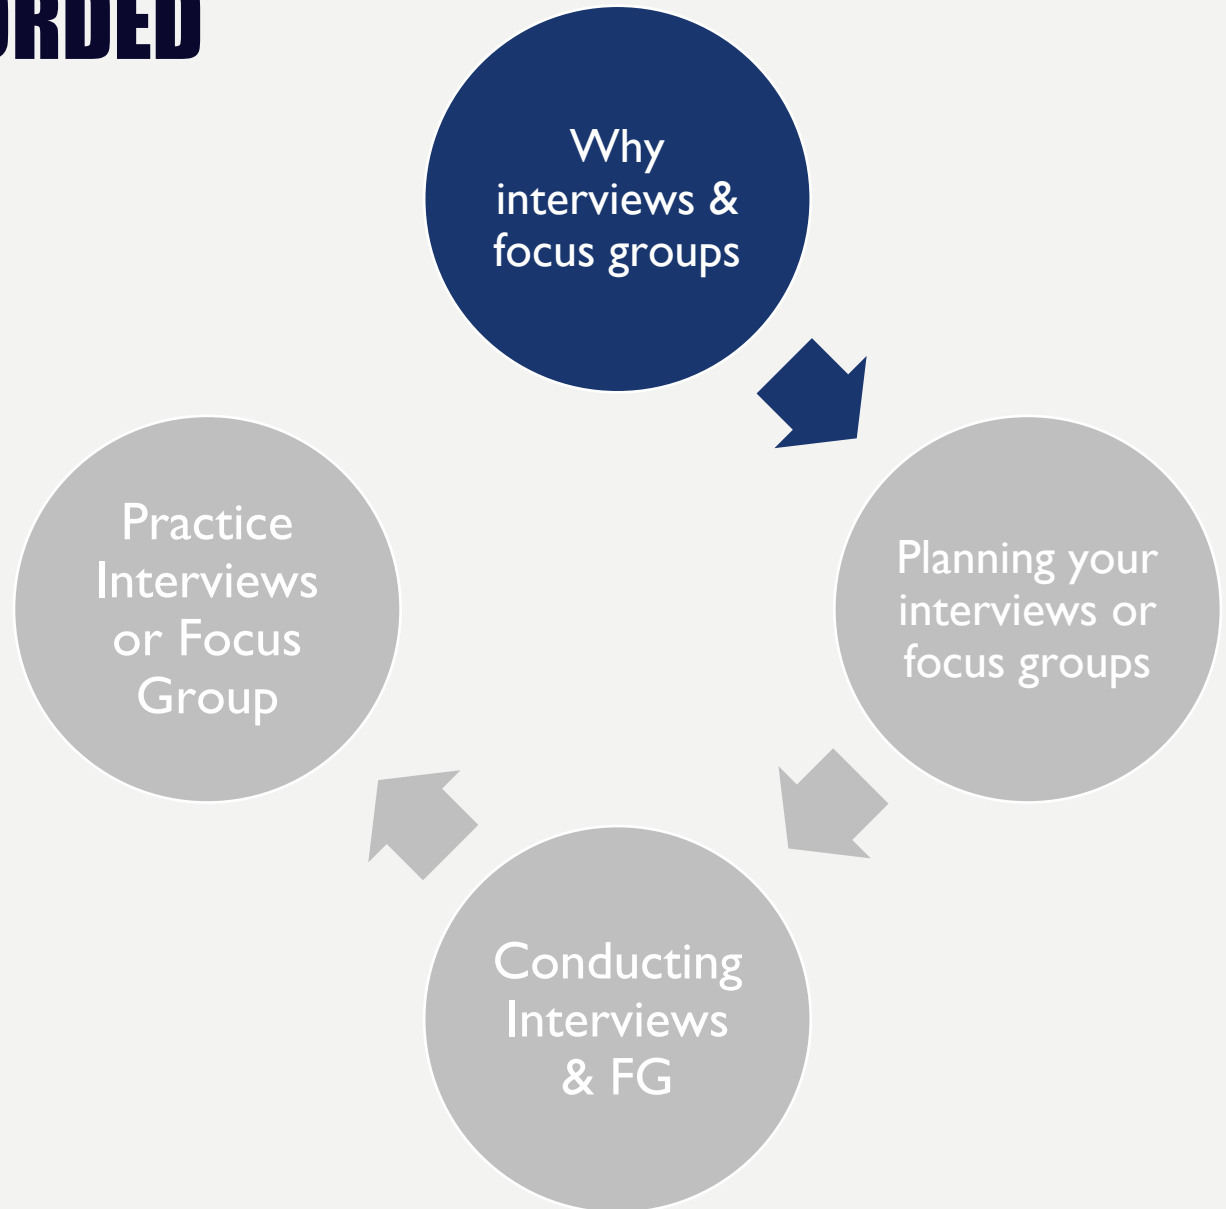 Why
interviews &
focus groups
Planning your
interviews or
focus groups
Conducting
Interviews
& FG
Practice
Interviews
or Focus
Group